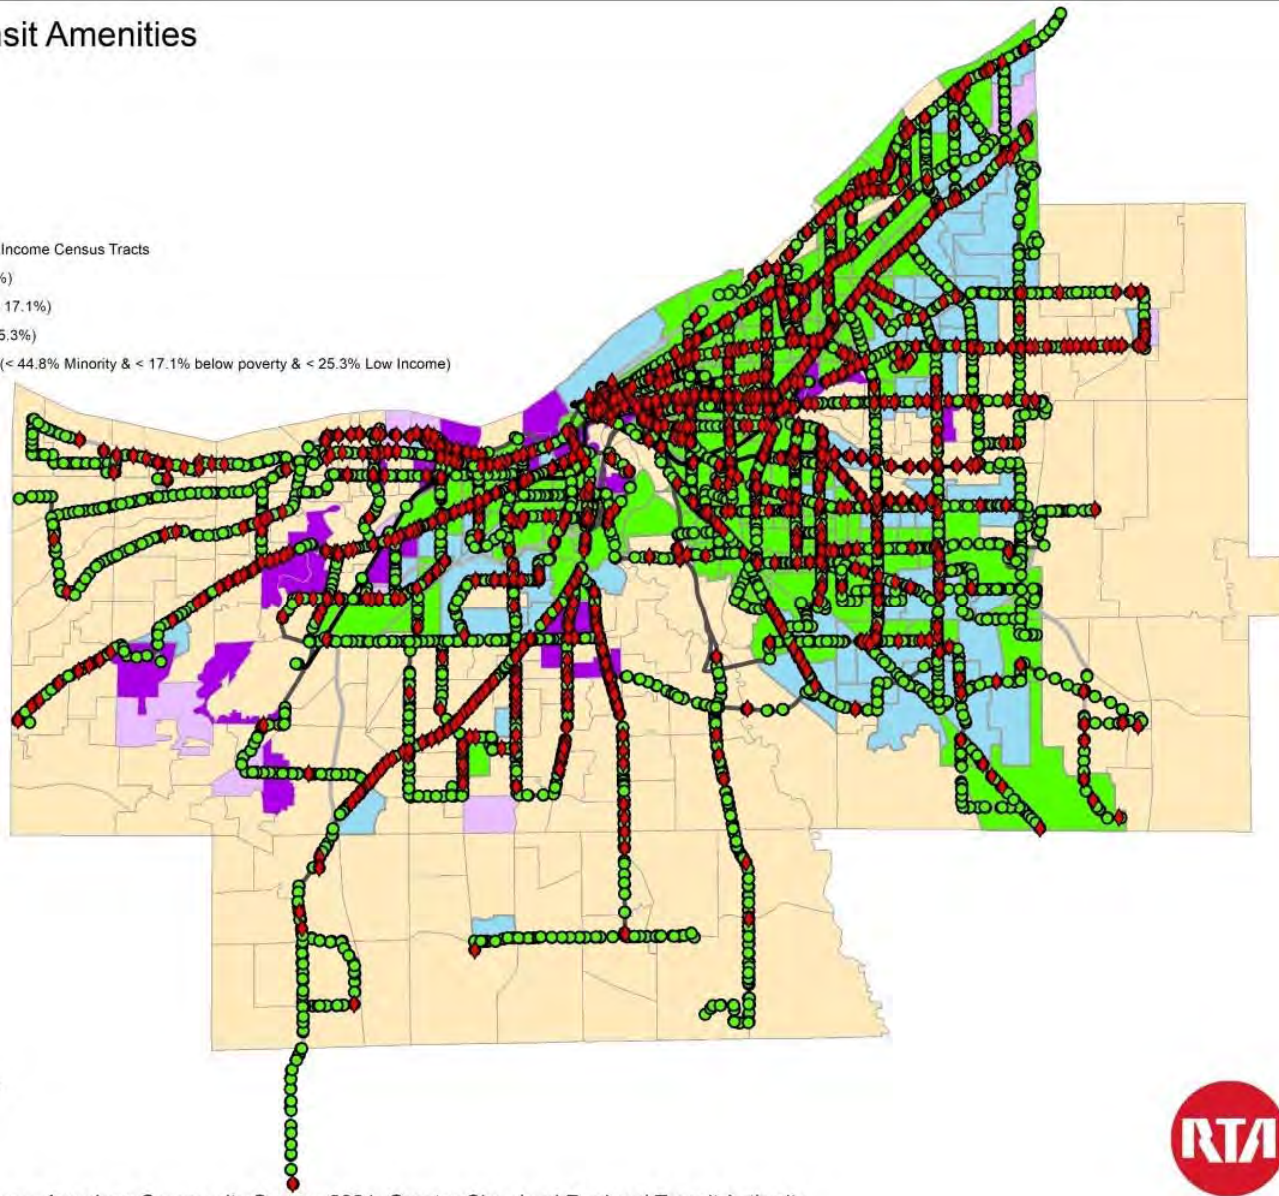 sit Amenities
Income Census Tracts
%)
17.1%)
5.3%)
(< 44.8% Minority & < 17.1% below poverty & < 25.3% Low Income)
RTA